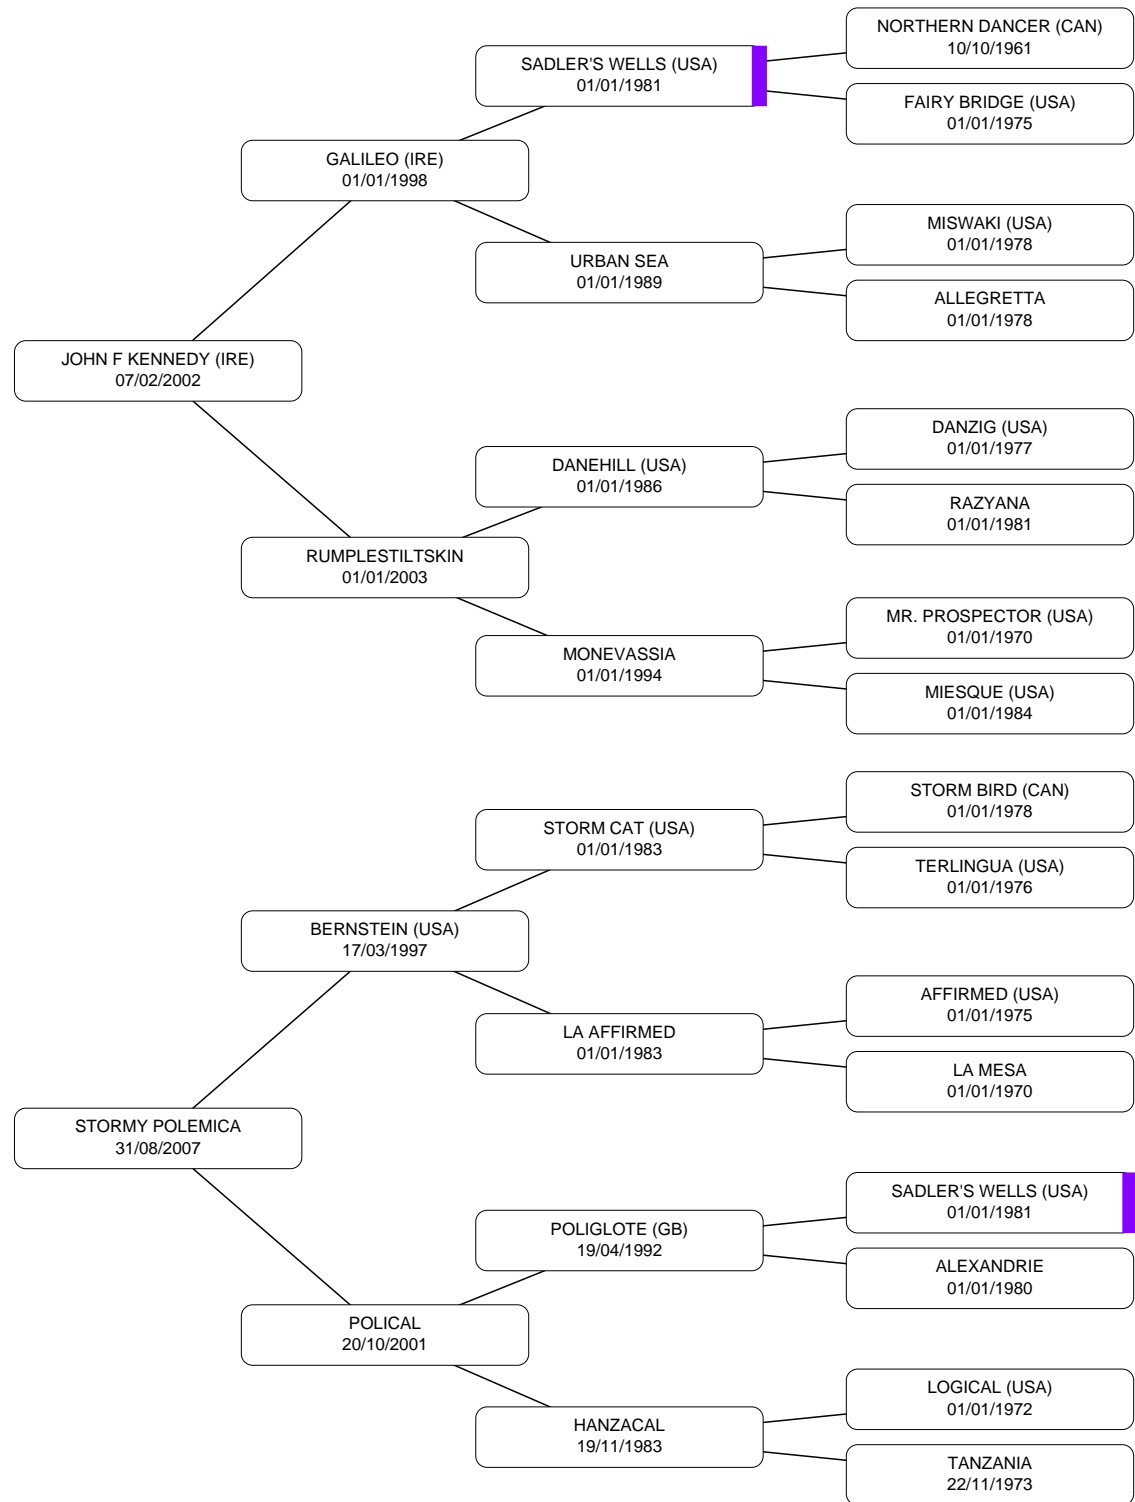 NORTHERN DANCER (CAN)
10/10/1961
SADLER'S WELLS (USA)
01/01/1981
FAIRY BRIDGE (USA)
01/01/1975
GALILEO (IRE)
01/01/1998
MISWAKI (USA)
01/01/1978
URBAN SEA
01/01/1989
ALLEGRETTA
01/01/1978
JOHN F KENNEDY (IRE)
07/02/2002
DANZIG (USA)
01/01/1977
DANEHILL (USA)
01/01/1986
RAZYANA
01/01/1981
RUMPLESTILTSKIN
01/01/2003
MR. PROSPECTOR (USA)
01/01/1970
MONEVASSIA
01/01/1994
MIESQUE (USA)
01/01/1984
STORM BIRD (CAN)
01/01/1978
STORM CAT (USA)
01/01/1983
TERLINGUA (USA)
01/01/1976
BERNSTEIN (USA)
17/03/1997
AFFIRMED (USA)
01/01/1975
LA AFFIRMED
01/01/1983
LA MESA
01/01/1970
STORMY POLEMICA
31/08/2007
SADLER'S WELLS (USA)
01/01/1981
POLIGLOTE (GB)
19/04/1992
ALEXANDRIE
01/01/1980
POLICAL
20/10/2001
LOGICAL (USA)
01/01/1972
HANZACAL
19/11/1983
TANZANIA
22/11/1973